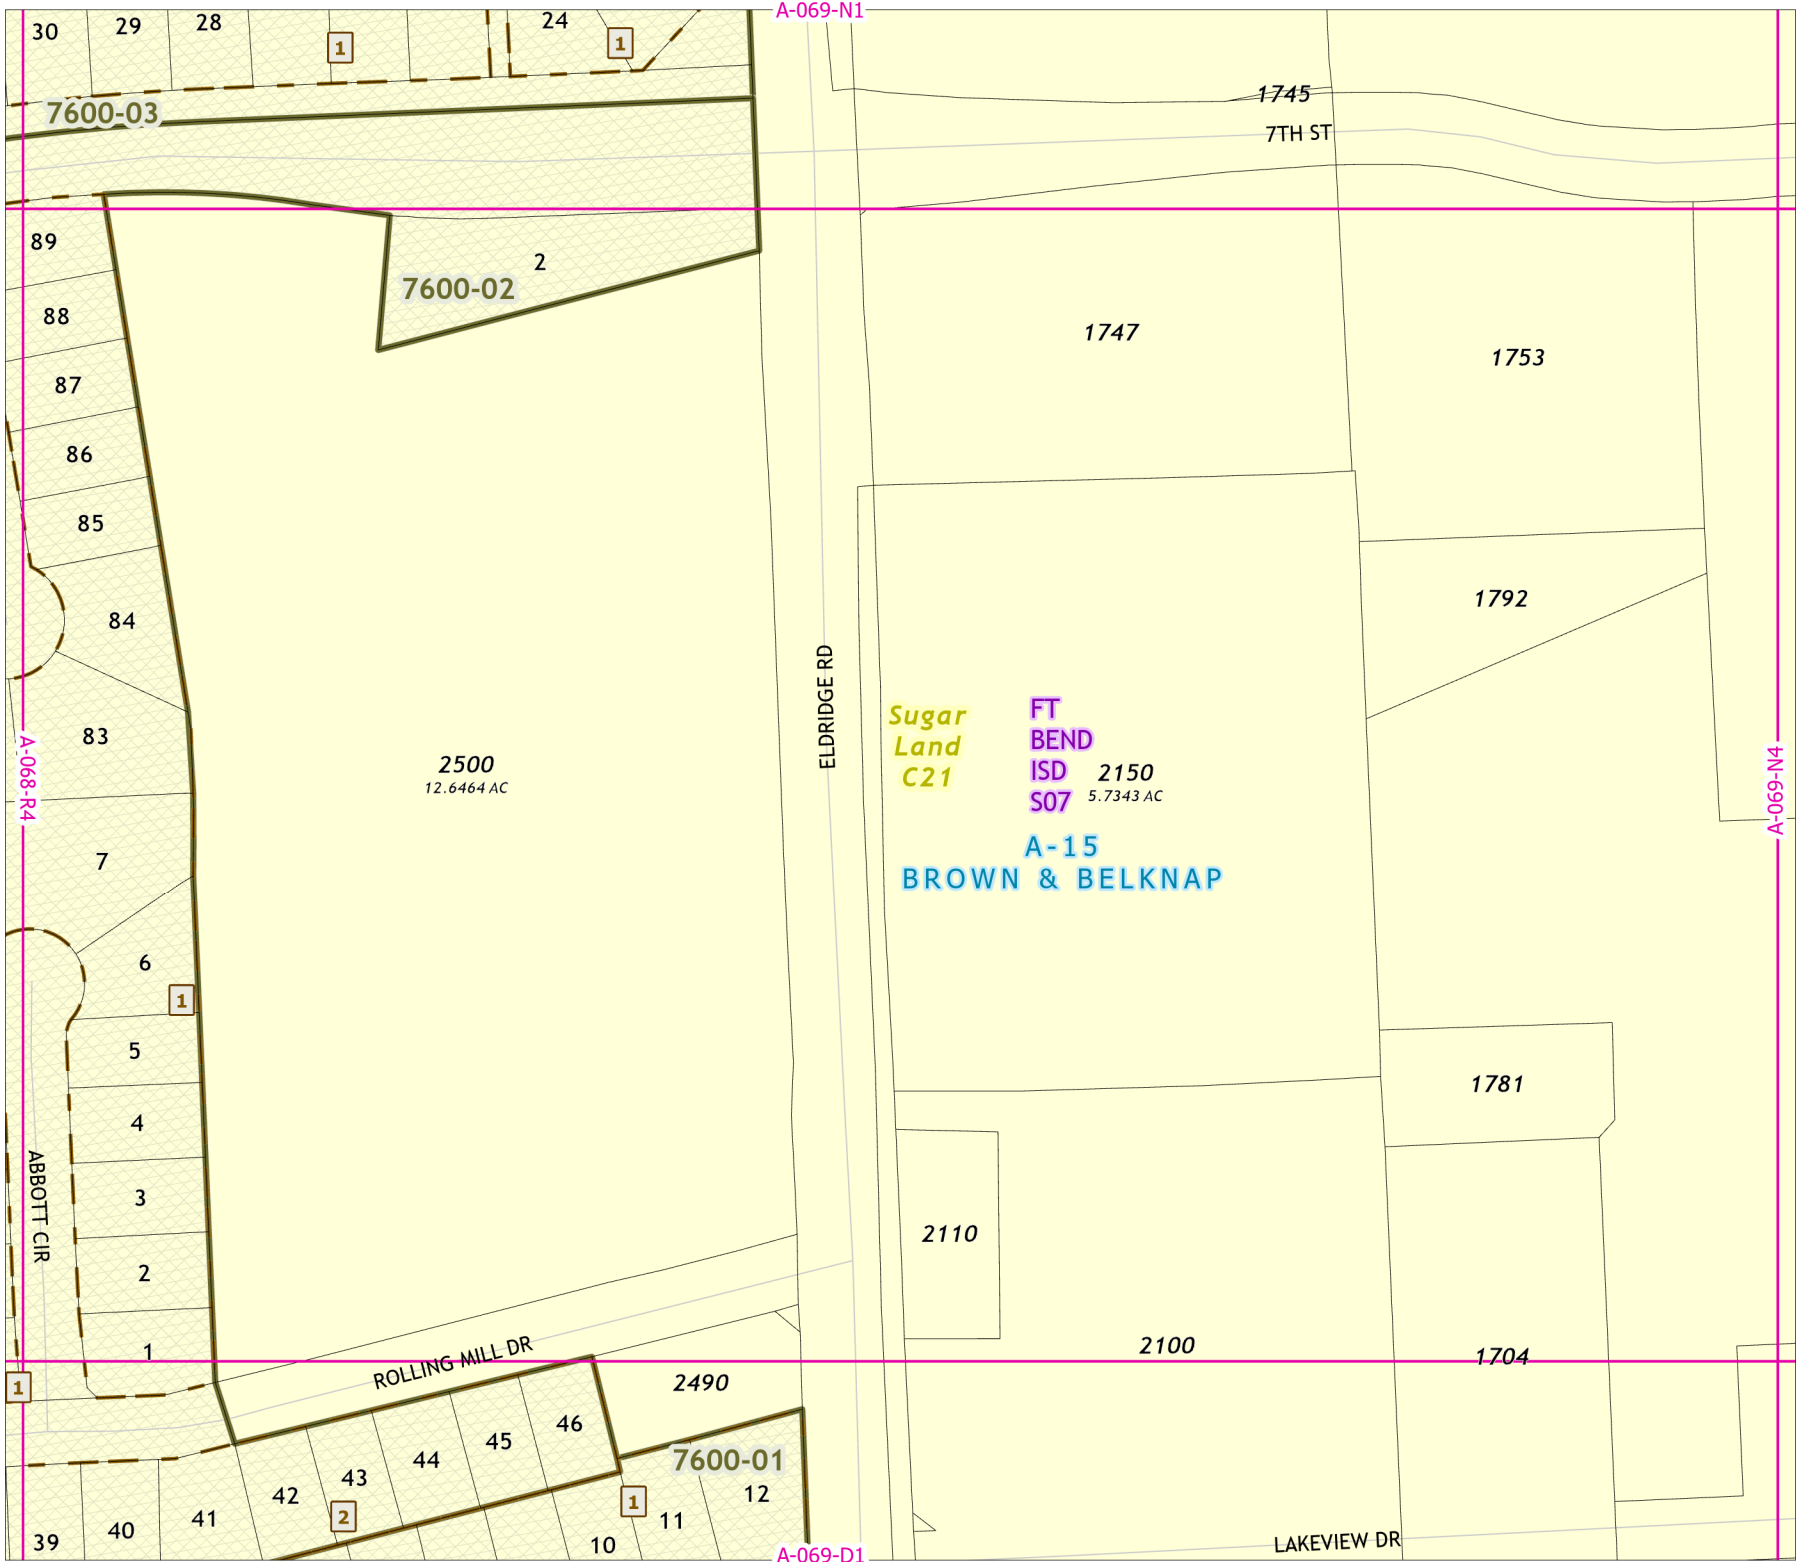 A-069-N1
30
29
28
1
24
1
7600-03
1745
7TH ST
89
2
7600-02
88
1747
1753
87
86
85
1792
84
ELDRIDGE RD
Sugar
Land
C21
FT
BEND
ISD
S07
83
A-068-R4
2500
12.6464 AC
2150
5.7343 AC
A-069-N4
A-15
BROWN & BELKNAP
7
6
1
5
1781
4
ABBOTT CIR
3
2110
2
1
ROLLING MILL DR
2100
1704
1
2490
46
45
44
7600-01
43
42
2
1
12
11
41
40
39
10
LAKEVIEW DR
A-069-D1